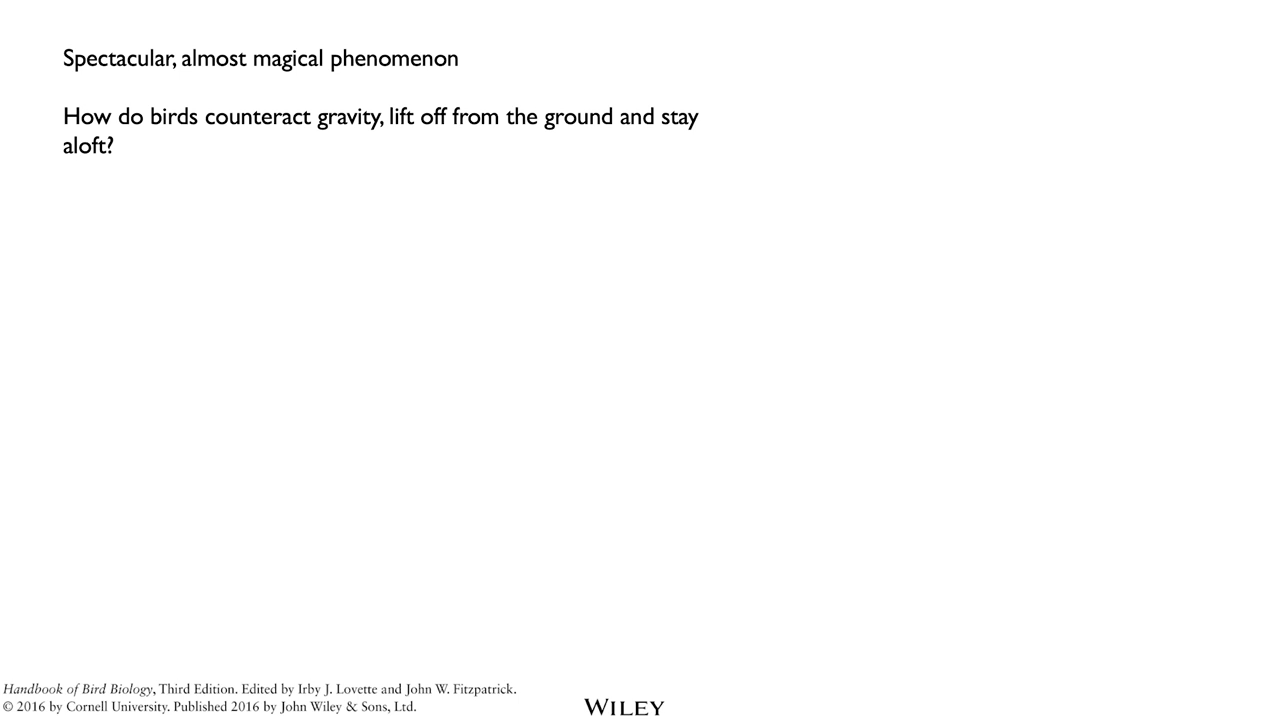 Spectacular, almost magical phenomenon
How do birds counteract gravity, lift off from the ground and stay
aloft?
Handbook of Bird Biology, Third Edition. Edited by Irby J. Lovette and John W. Fitzpatrick.
© 2016 by Cornell University. Published 2016 by John Wiley & Sons, Ltd.
WILEY